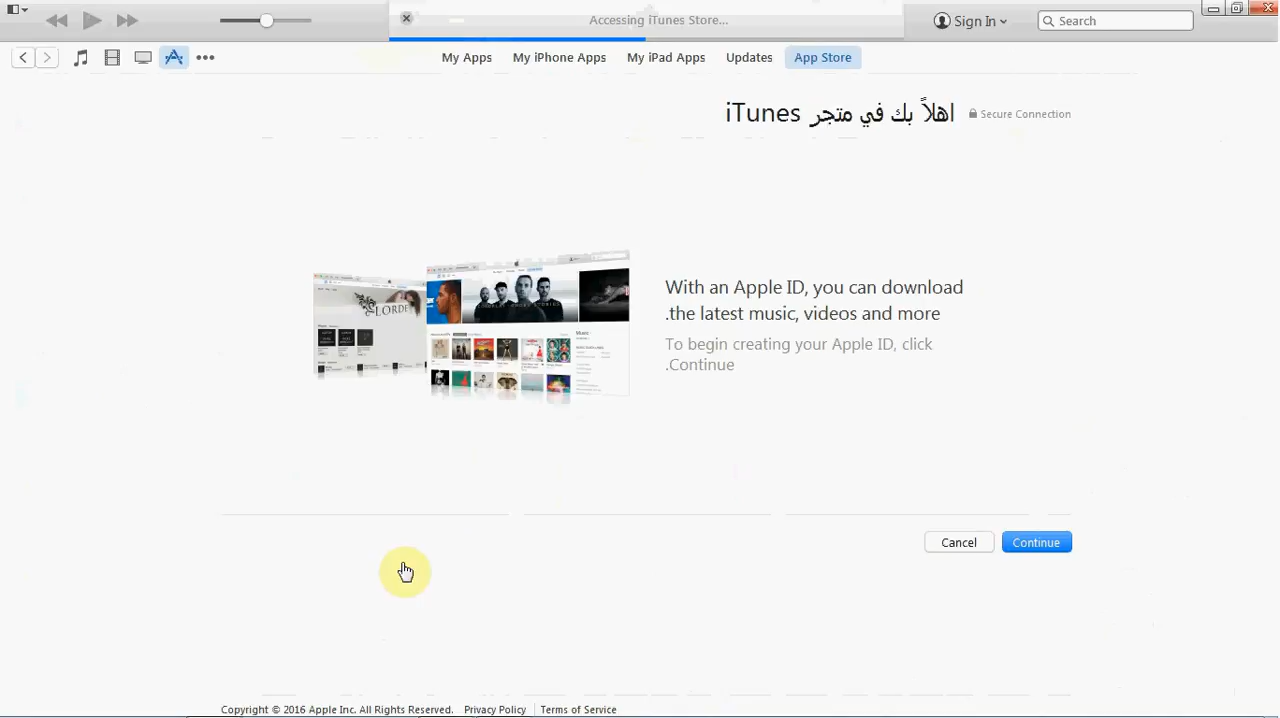 Accessing iTunes Store...
Sign In
Search
My Apps
My iPhone Apps
My iPad Apps
Updates
App Store
اهلاً بك في متجر iTunes
Secure Connection
LORDE
With an Apple ID, you can download
.the latest music, videos and more
To begin creating your Apple ID, click
.Continue
Cancel
Continue
Copyright © 2016 Apple Inc. All Rights Reserved. Privacy Policy Terms of Service